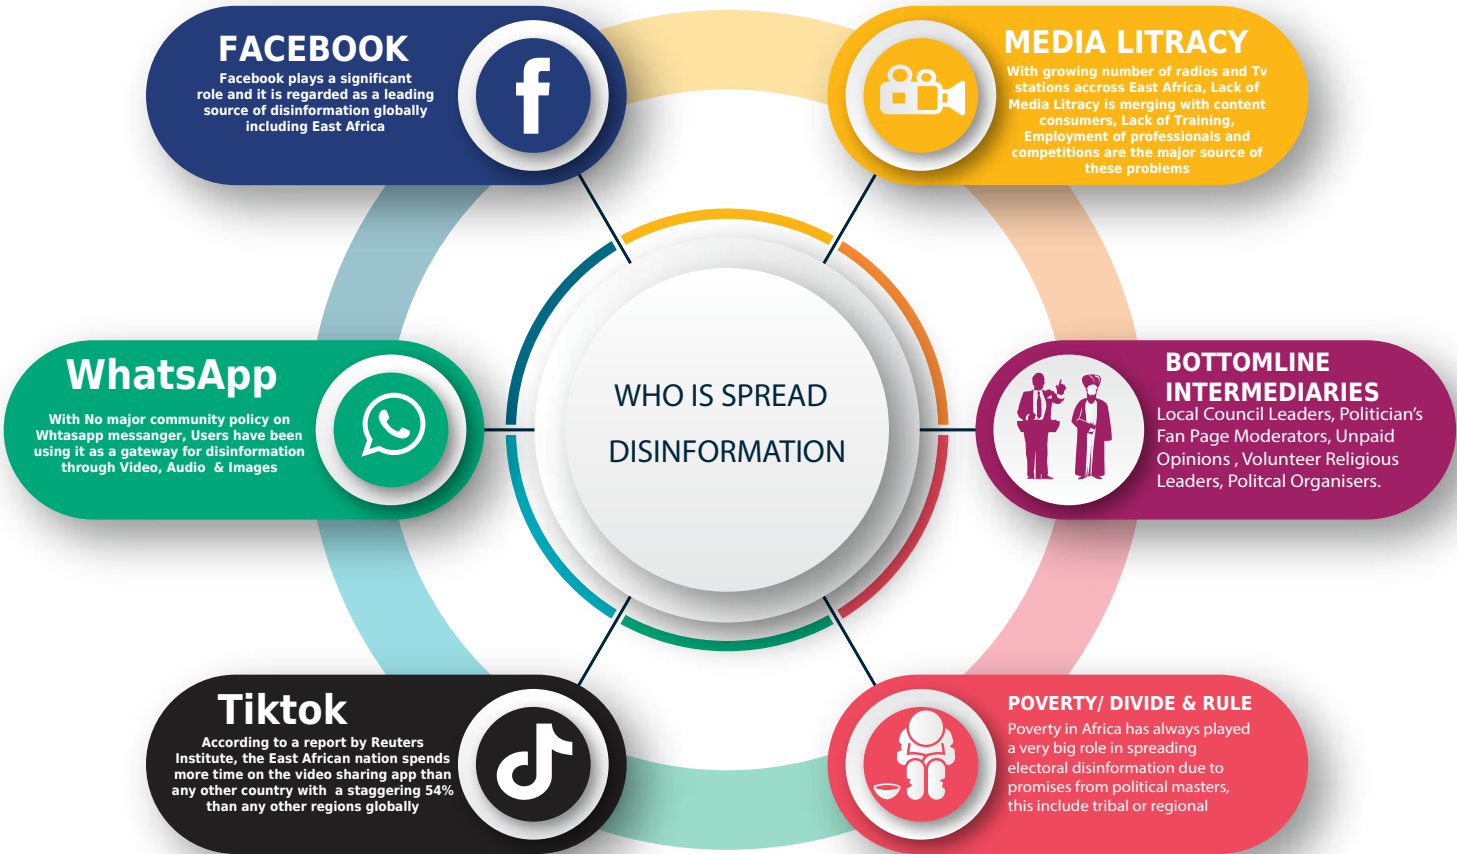 FACEBOOK
Facebook plays a significant
role and it is regarded as a leading
source of disinformation globally
including East Africa
MEDIA LITRACY
With growing number of radios and Tv
stations accross East Africa, Lack of
Media Litracy is merging with content
consumers, Lack of Training,
Employment of professionals and
competitions are the major source of
these problems
WhatsApp
With No major community policy on
Whtasapp messanger, Users have been
using it as a gateway for disinformation
through Video, Audio & Images
WHO IS SPREAD
DISINFORMATION
BOTTOMLINE
INTERMEDIARIES
Local Council Leaders, Politician's
Fan Page Moderators, Unpaid
Opinions , Volunteer Religious
Leaders, Politcal Organisers.
Tiktok
According to a report by Reuters
Institute, the East African nation spends
more time on the video sharing app than
any other country with a staggering 54%
than any other regions globally
POVERTY/ DIVIDE & RULE
Poverty in Africa has always played
a very big role in spreading
electoral disinformation due to
promises from political masters,
this include tribal or regional